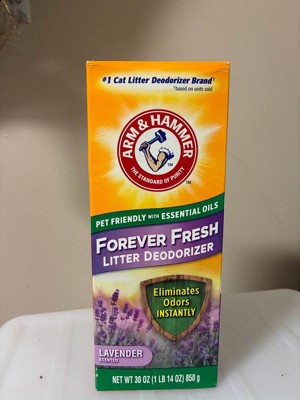 #1 Cat Litter Deodorizer Brand†
†based on units sold
ARM & HAMMER
™
THE STANDARD OF PURITY
™
PET FRIENDLY WITH ESSENTIAL OILS
FOREVER FRESH
LITTER DEODORIZER
Eliminates
Odors
INSTANTLY
LAVENDER
SCENTED
NET WT 30 OZ (1 LB 14 OZ) 850 g